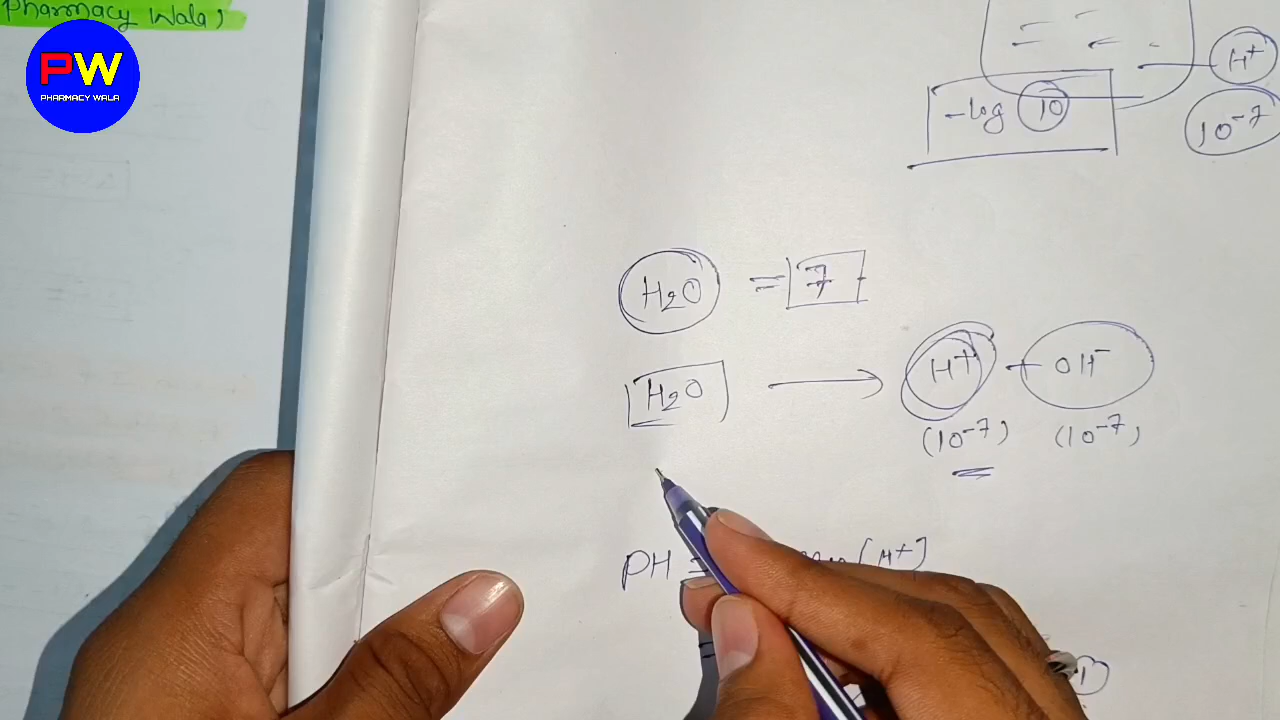 Pharmacy Wala
PW
PHARMACY WALA
H+
-log 10
10-7
H2O = 7
H2O → H+ + OH-
(10-7) (10-7)
PH = [H+]